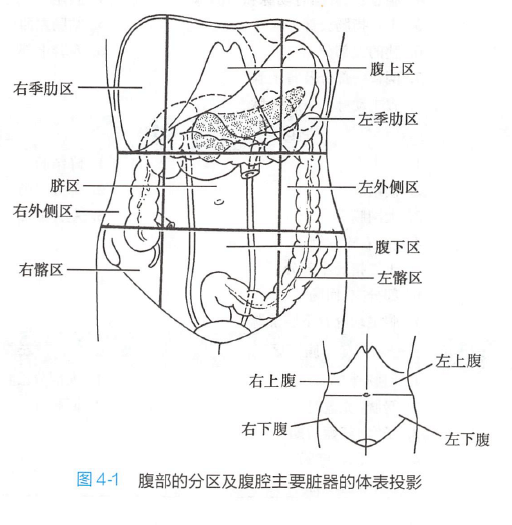 腹上区
右季肋区
左季肋区
脐区
左外侧区
右外侧区
腹下区
右髂区
左髂区
左上腹
右上腹
右下腹
左下腹
图 4-1 腹部的分区及腹腔主要脏器的体表投影